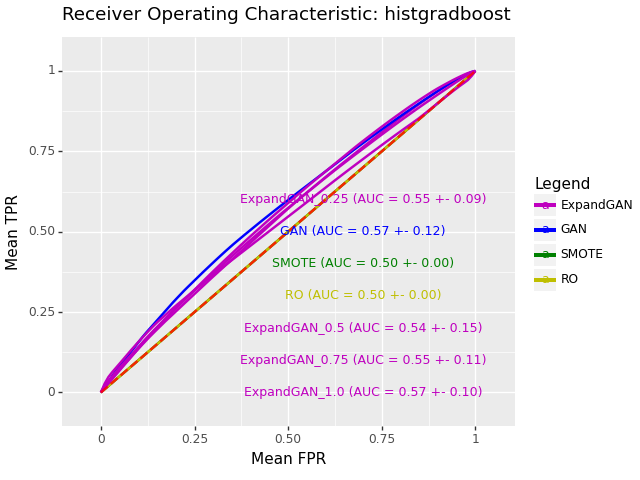 Receiver Operating Characteristic: histgradboost
Mean TPR
1
0.75
0.50
0.25
0
ExpandGAN_0.25 (AUC = 0.55 +- 0.09)
GAN (AUC = 0.57 +- 0.12)
SMOTE (AUC = 0.50 +- 0.00)
RO (AUC = 0.50 +- 0.00)
ExpandGAN_0.5 (AUC = 0.54 +- 0.15)
ExpandGAN_0.75 (AUC = 0.55 +- 0.11)
ExpandGAN_1.0 (AUC = 0.57 +- 0.10)
0 0.25 0.50 0.75 1
Mean FPR
Legend
a ExpandGAN
a GAN
a SMOTE
a RO